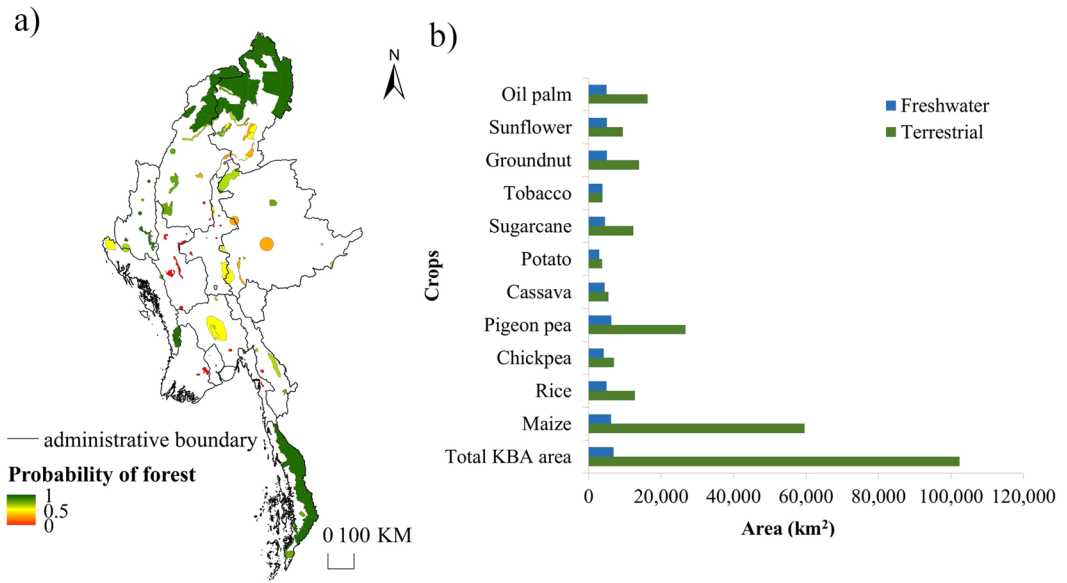 a)
N
administrative boundary
Probability of forest
1
0.5
0
0 100 KM
b)
Freshwater
Terrestrial
Crops
Oil palm
Sunflower
Groundnut
Tobacco
Sugarcane
Potato
Cassava
Pigeon pea
Chickpea
Rice
Maize
Total KBA area
0 20,000 40,000 60,000 80,000 100,000 120,000
Area (km²)